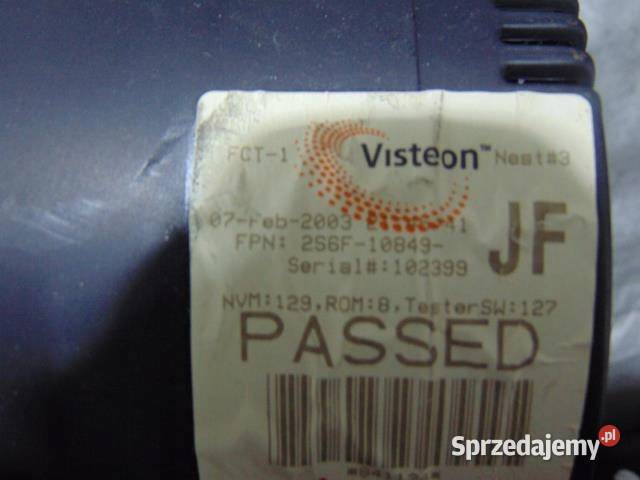 FCT-1 Visteon™ Nest#3
07-Feb-2003 41
FPN: 2S6F-10849- JF
Serial#:102399
NVM:129,ROM:8,TesterSW:127
PASSED
Sprzedajemy.pl